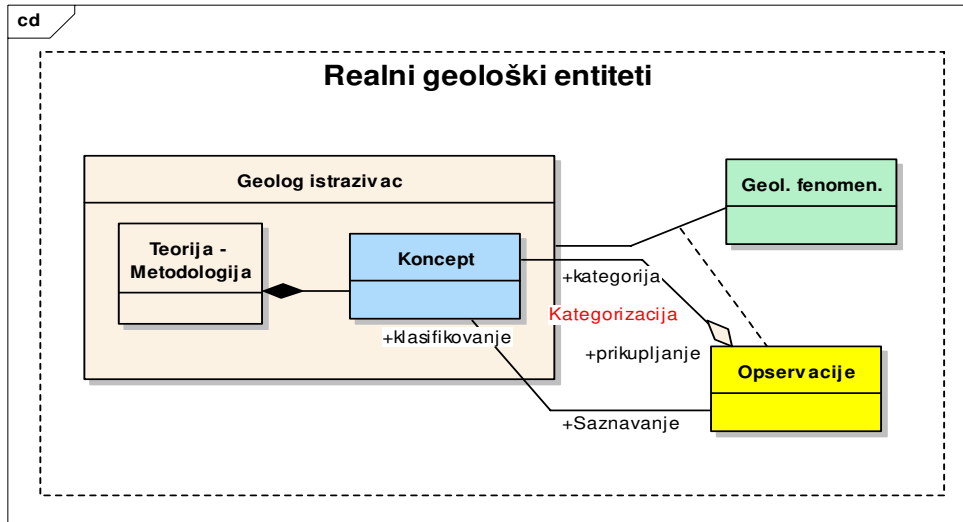 cd
Realni geološki entiteti
Geolog istrazivac
Geol. fenomen.
Teorija -
Metodologija
Koncept
+kategorija
Kategorizacija
+klasifikovanje
+prikupljanje
Opservacije
+Saznavanje